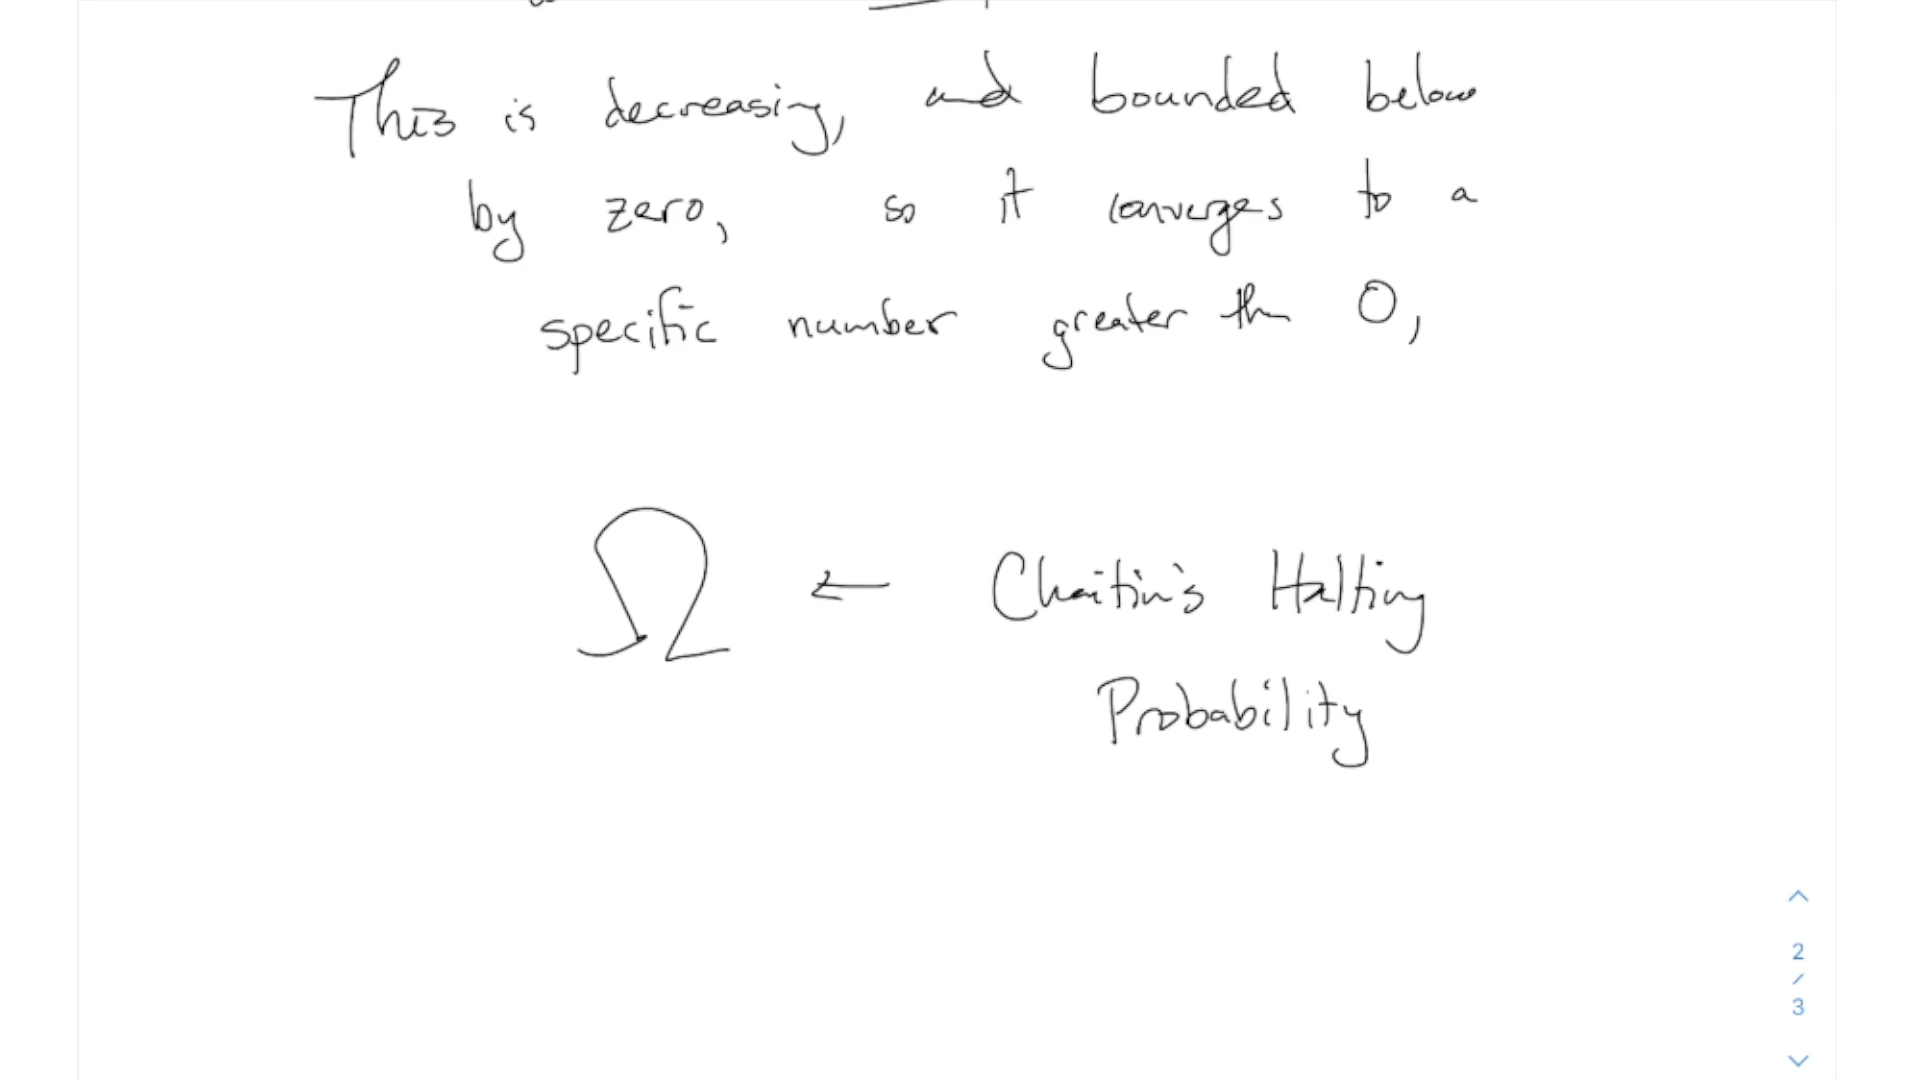 This is decreasing, and bounded below
by zero, so it converges to a
specific number greater than 0,
Ω ← Chaitin's Halting
Probability
2
/
3